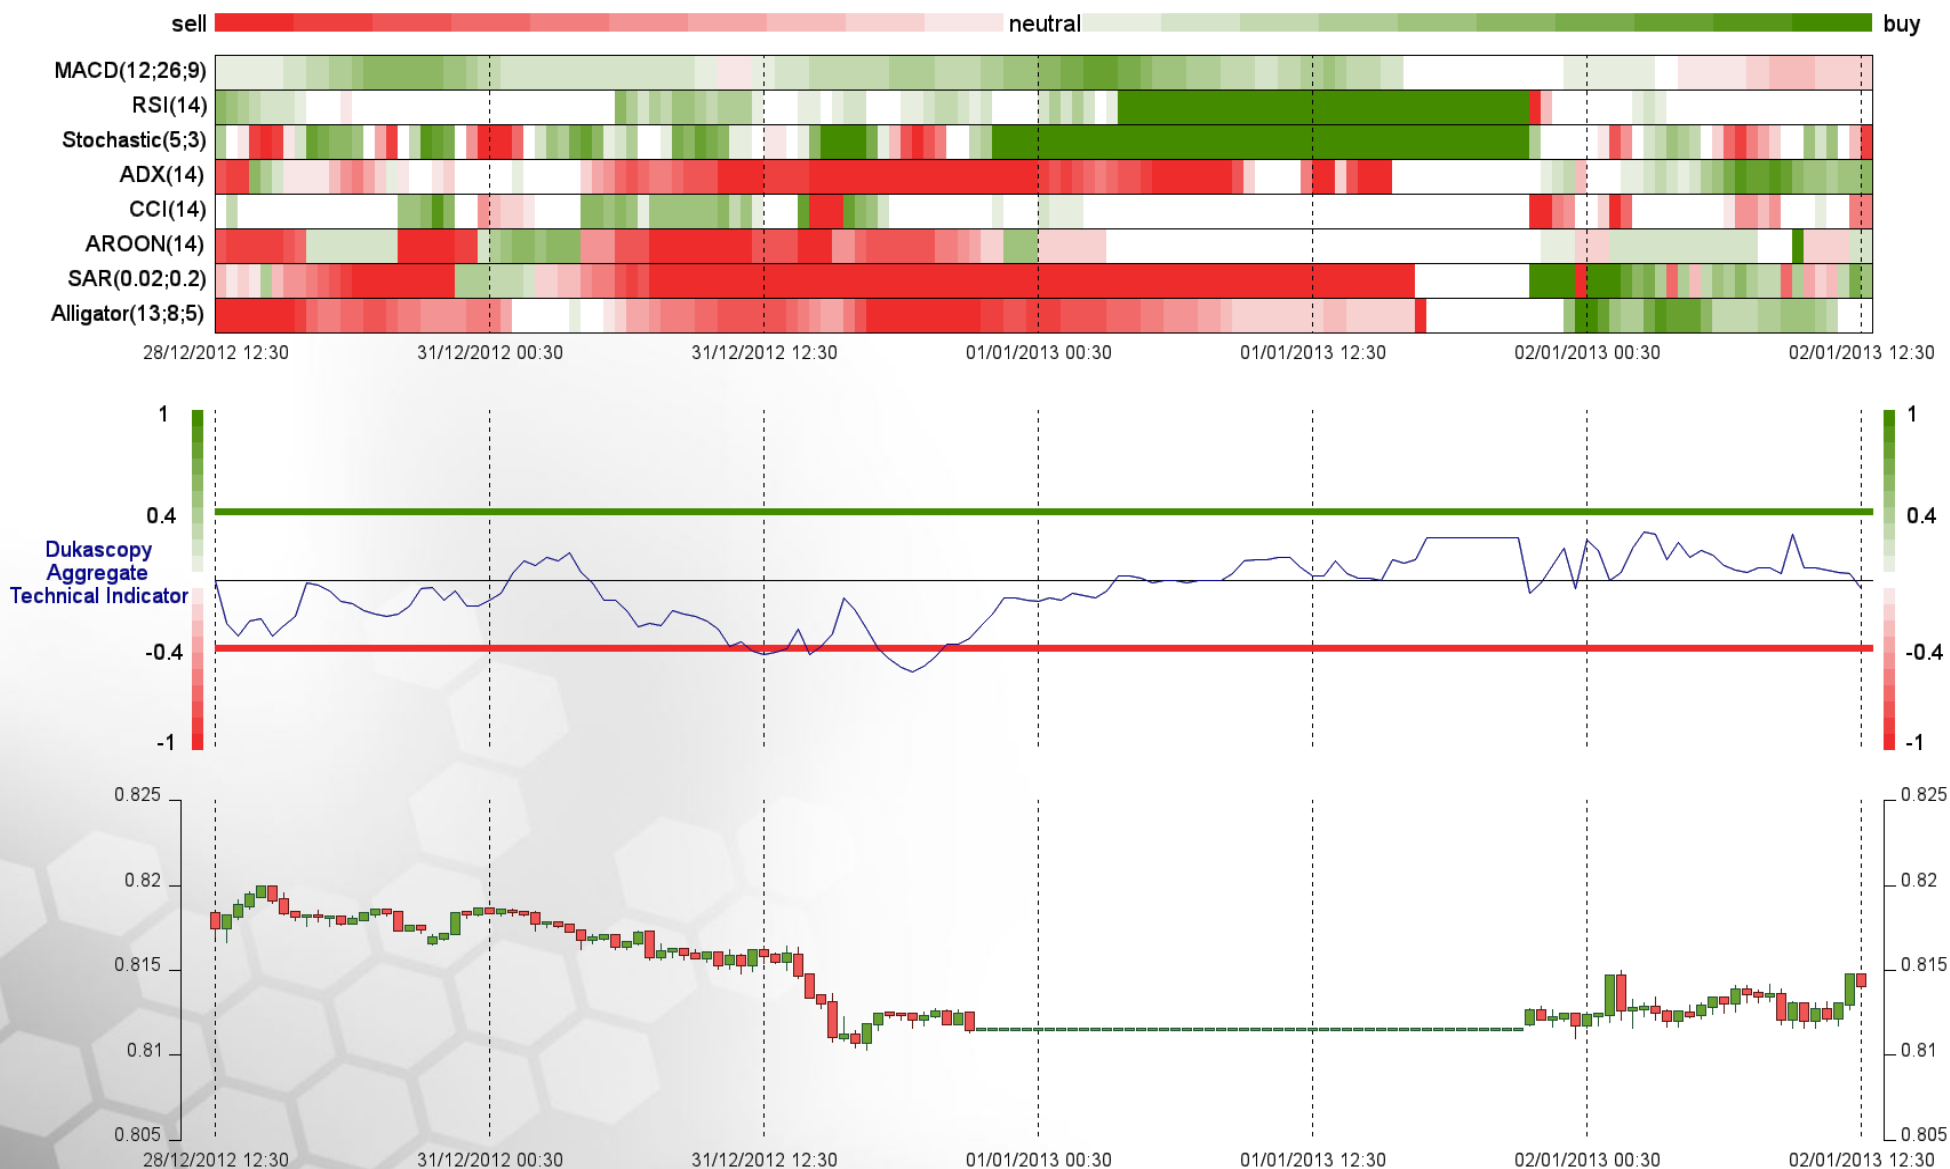 sell neutral buy
MACD(12;26;9)
RSI(14)
Stochastic(5;3)
ADX(14)
CCI(14)
AROON(14)
SAR(0.02;0.2)
Alligator(13;8;5)
28/12/2012 12:30 31/12/2012 00:30 31/12/2012 12:30 01/01/2013 00:30 01/01/2013 12:30 02/01/2013 00:30 02/01/2013 12:30
1 1
0.4 0.4
Dukascopy
Aggregate
Technical Indicator
-0.4 -0.4
-1 -1
0.825 0.825
0.82 0.82
0.815 0.815
0.81 0.81
0.805 0.805
28/12/2012 12:30 31/12/2012 00:30 31/12/2012 12:30 01/01/2013 00:30 01/01/2013 12:30 02/01/2013 00:30 02/01/2013 12:30